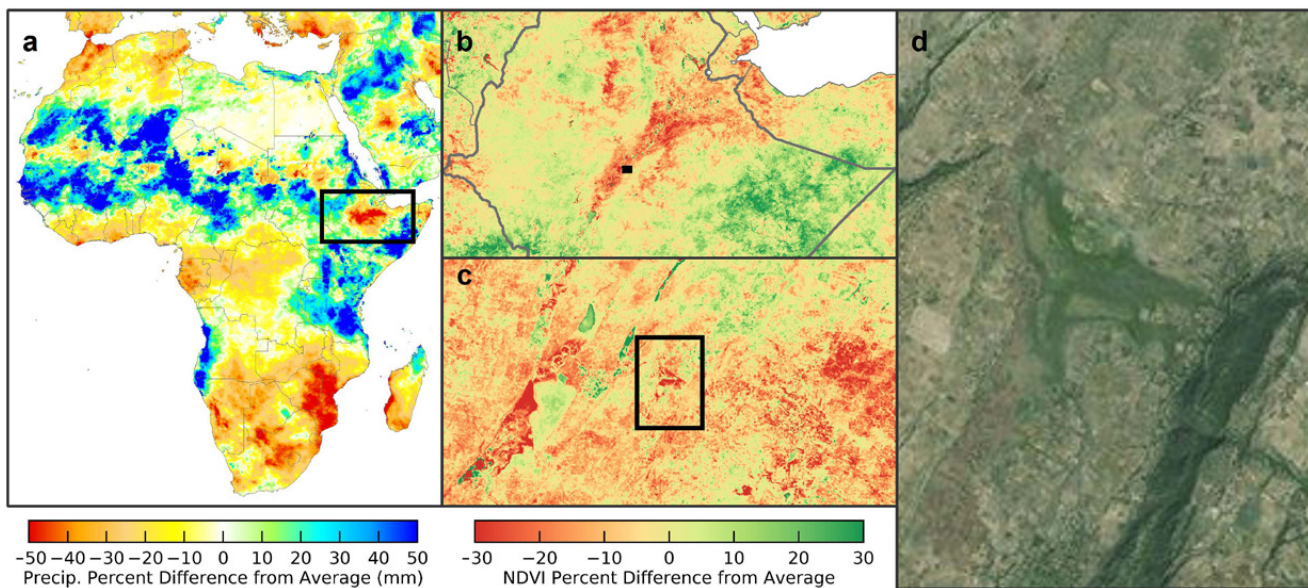 a
b
c
d
−50 −40 −30 −20 −10 0 10 20 30 40 50
Precip. Percent Difference from Average (mm)
−30 −20 −10 0 10 20 30
NDVI Percent Difference from Average